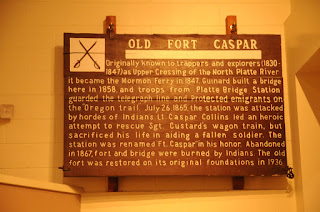 OLD FORT CASPAR
Originally known to trappers and explorers (1830-
1847) as Upper Crossing of the North Platte River
it became the Mormon Ferry in 1847. Guinard built a bridge
here in 1858, and troops from Platte Bridge Station
guarded the telegraph line and Protected emigrants on
the Oregon trail. July 26, 1865, the station was attacked
by hordes of Indians. Lt. Caspar Collins led an heroic
attempt to rescue Sgt. Custard's wagon train, but
sacrificed his life in aiding a fallen soldier. The
station was renamed Ft. Caspar in his honor. Abandoned
in 1867, fort and bridge were burned by Indians. The old
fort was restored on its original foundations in 1936.